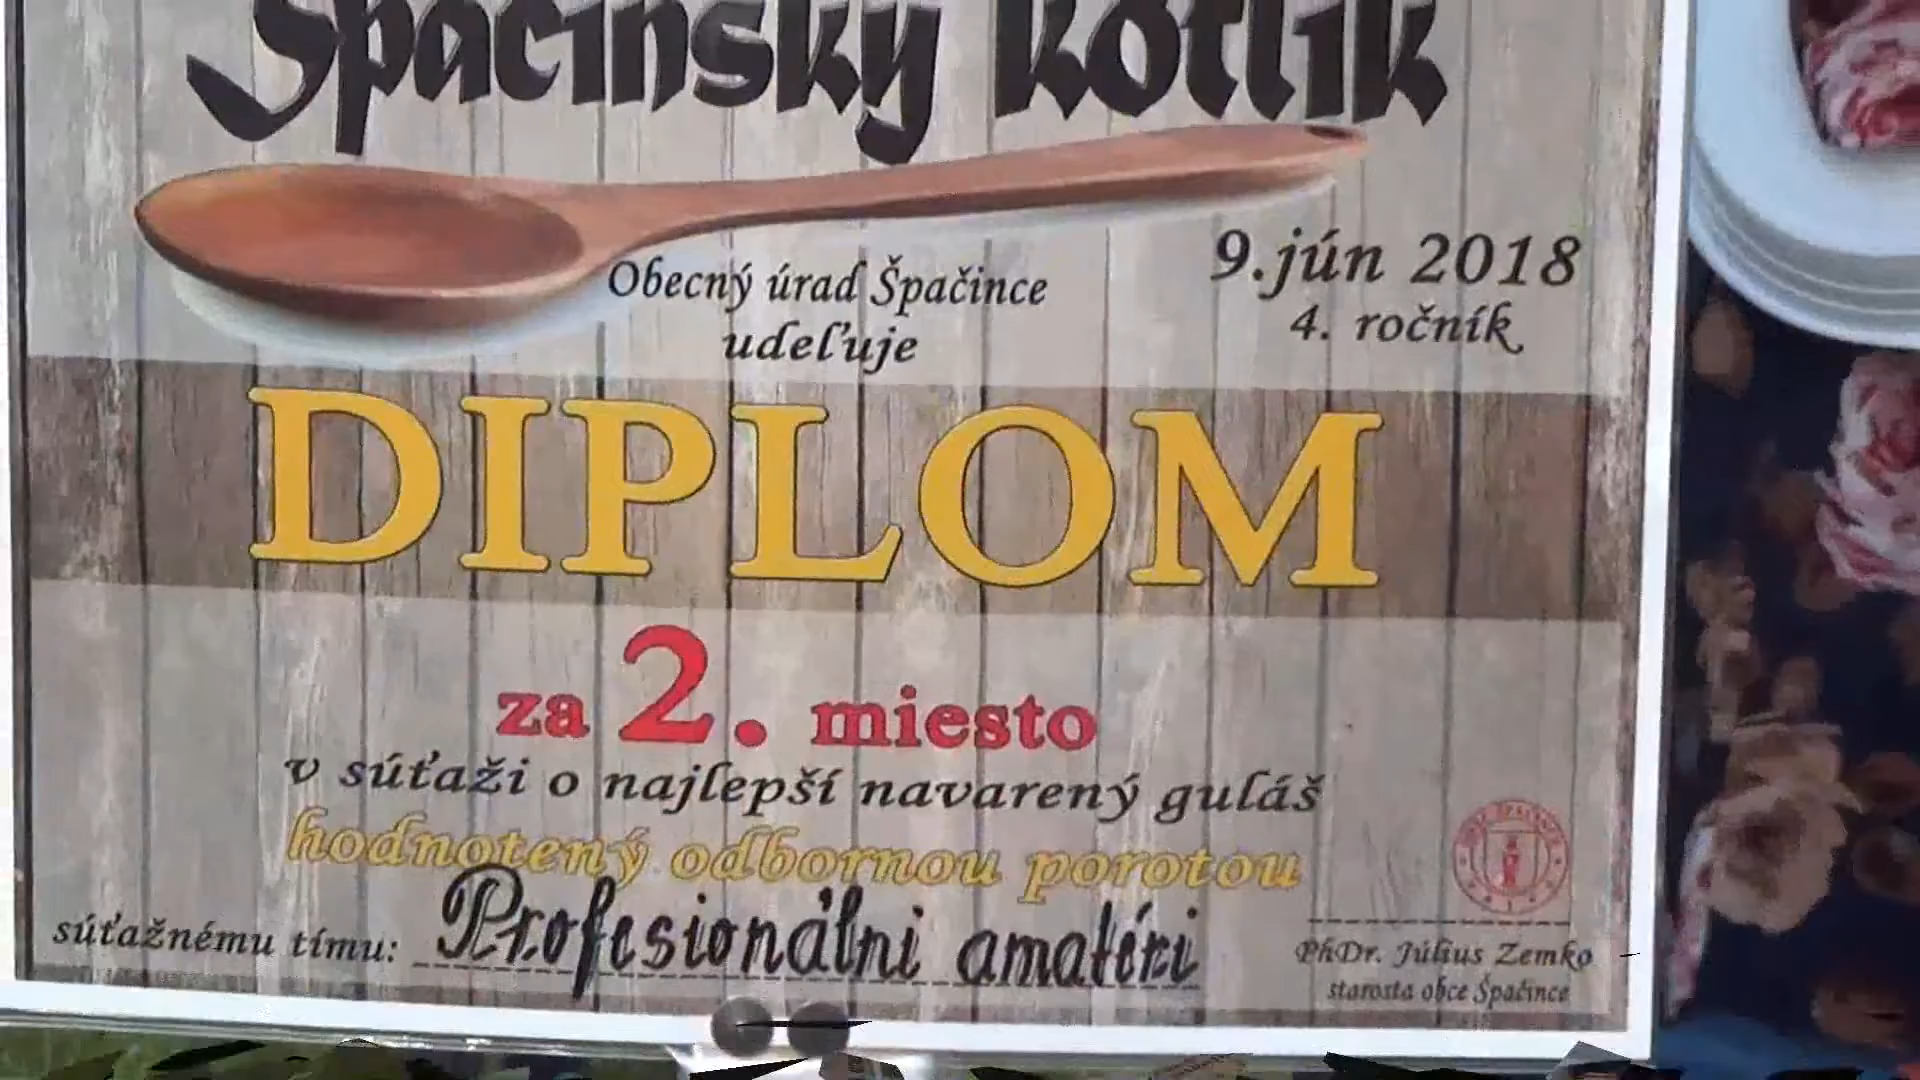 Špačinský kotlík
9.jún 2018
4. ročník
Obecný úrad Špačince
udeľuje
DIPLOM
za 2. miesto
v súťaži o najlepší navarený guláš
hodnotený odbornou porotou
súťažnému tímu: Profesionálni amatéri
PhDr. Július Zemko
starosta obce Špačince